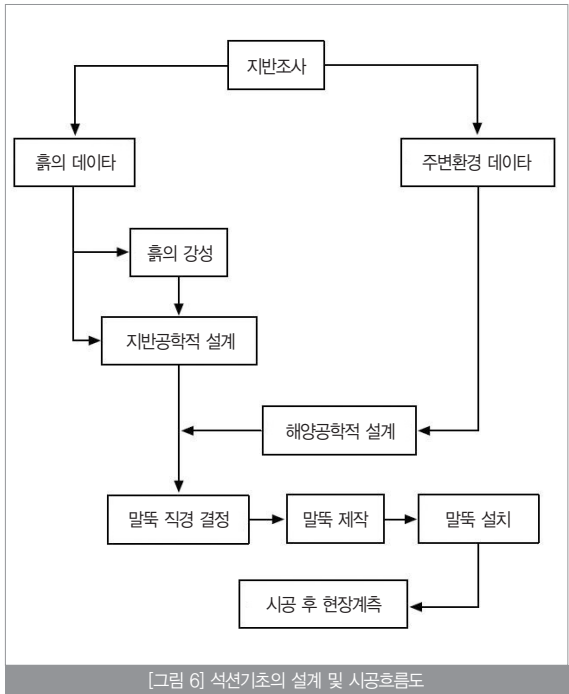 지반조사
흙의 데이타
주변환경 데이타
흙의 강성
지반공학적 설계
해양공학적 설계
말뚝 직경 결정
말뚝 제작
말뚝 설치
시공 후 현장계측
[그림 6] 석션기초의 설계 및 시공흐름도